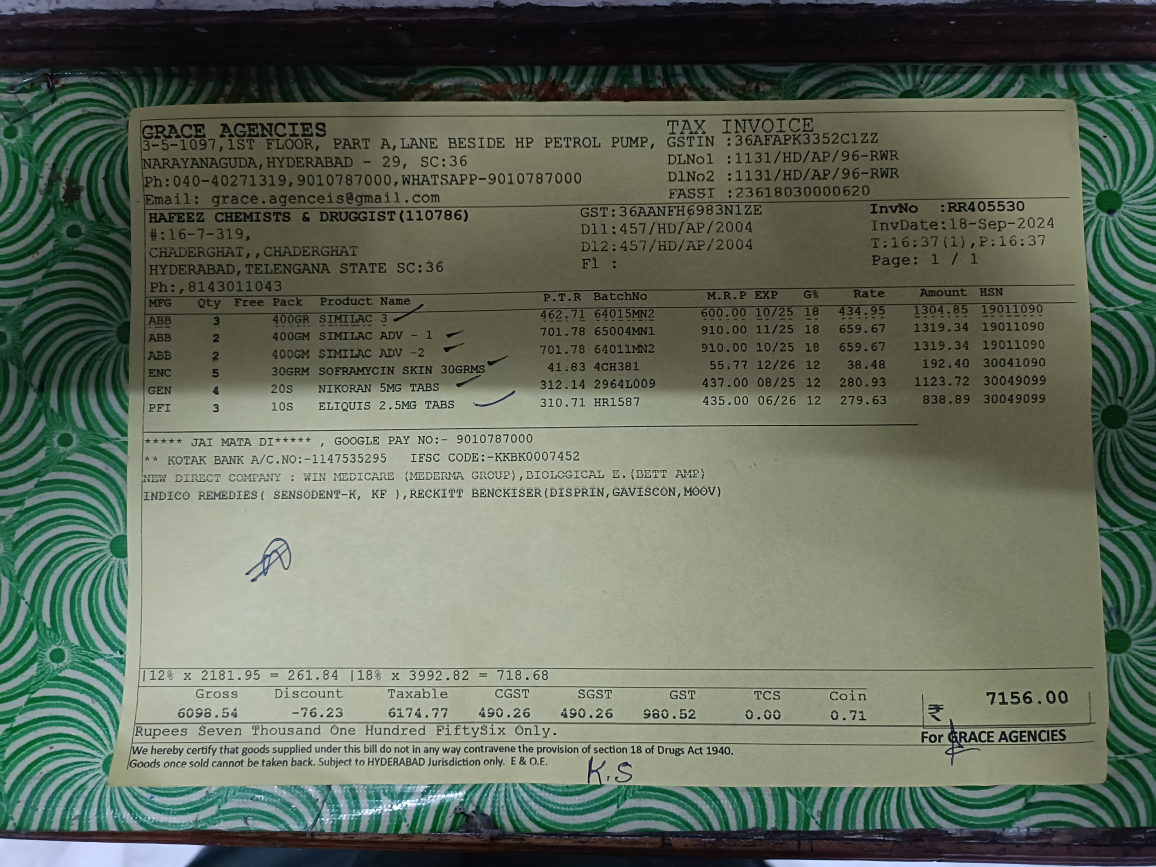 GRACE AGENCIES
3-5-1097,1ST FLOOR, PART A,LANE BESIDE HP PETROL PUMP,
NARAYANAGUDA,HYDERABAD - 29, SC:36
Ph:040-40271319,9010787000,WHATSAPP-9010787000
Email: grace.agenceis@gmail.com
TAX INVOICE
GSTIN :36AFAPK3352C1ZZ
DLNo1 :1131/HD/AP/96-RWR
DlNo2 :1131/HD/AP/96-RWR
FASSI :23618030000620
HAFEEZ CHEMISTS & DRUGGIST(110786)
#:16-7-319,
CHADERGHAT,,CHADERGHAT
HYDERABAD,TELENGANA STATE SC:36
Ph:,8143011043
GST:36AANFH6983N1ZE
Dl1:457/HD/AP/2004
Dl2:457/HD/AP/2004
Fl :
InvNo :RR405530
InvDate:18-Sep-2024
T:16:37(1),P:16:37
Page: 1 / 1
MFG Qty Free Pack Product Name P.T.R BatchNo M.R.P EXP G% Rate Amount HSN
ABB 3 400GR SIMILAC 3 462.71 64015MN2 600.00 10/25 18 434.95 1304.85 19011090
ABB 2 400GM SIMILAC ADV - 1 701.78 65004MN1 910.00 11/25 18 659.67 1319.34 19011090
ABB 2 400GM SIMILAC ADV -2 701.78 64011MN2 910.00 10/25 18 659.67 1319.34 19011090
ENC 5 30GRM SOFRAMYCIN SKIN 30GRMS 41.83 4CH381 55.77 12/26 12 38.48 192.40 30041090
GEN 4 20S NIKORAN 5MG TABS 312.14 2964L009 437.00 08/25 12 280.93 1123.72 30049099
PFI 3 10S ELIQUIS 2.5MG TABS 310.71 HR1587 435.00 06/26 12 279.63 838.89 30049099
***** JAI MATA DI***** , GOOGLE PAY NO:- 9010787000
** KOTAK BANK A/C.NO:-1147535295 IFSC CODE:-KKBK0007452
NEW DIRECT COMPANY : WIN MEDICARE (MEDERMA GROUP),BIOLOGICAL E.(BETT AMP)
INDICO REMEDIES( SENSODENT-K, KF ),RECKITT BENCKISER(DISPRIN,GAVISCON,MOOV)
|12% x 2181.95 = 261.84 |18% x 3992.82 = 718.68
Gross Discount Taxable CGST SGST GST TCS Coin
6098.54 -76.23 6174.77 490.26 490.26 980.52 0.00 0.71
₹ 7156.00
Rupees Seven Thousand One Hundred FiftySix Only.
For GRACE AGENCIES
We hereby certify that goods supplied under this bill do not in any way contravene the provision of section 18 of Drugs Act 1940.
Goods once sold cannot be taken back. Subject to HYDERABAD Jurisdiction only. E & O.E.
K.S